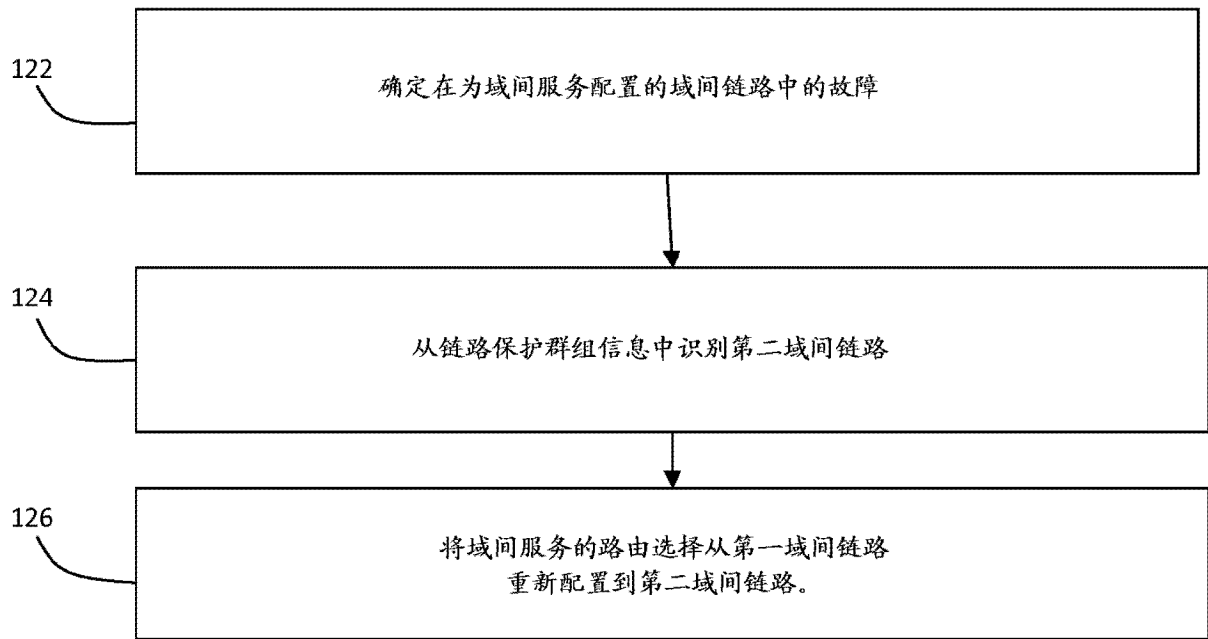 122
确定在为域间服务配置的域间链路中的故障
124
从链路保护群组信息中识别第二域间链路
126
将域间服务的路由选择从第一域间链路
重新配置到第二域间链路。